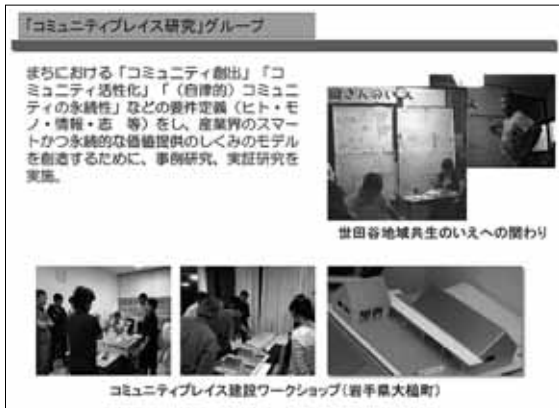 「コミュニティプレイス研究」グループ
まちにおける「コミュニティ創出」「コ
ミュニティ活性化」「（自律的）コミュニ
ティの永続性」などの要件定義（ヒト・モ
ノ・情報・志　等）をし、産業界のスマー
トかつ永続的な価値提供のしくみのモデル
を創造するために、事例研究、実証研究を
実施。
世田谷地域共生のいえへの関わり
コミュニティプレイス建設ワークショップ（岩手県大槌町）